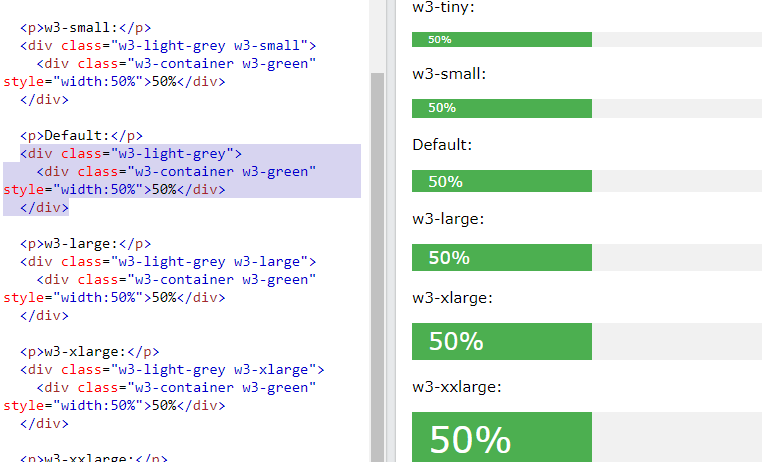 <p>w3-small:</p>
<div class="w3-light-grey w3-small">
<div class="w3-container w3-green"
style="width:50%">50%</div>
</div>
<p>Default:</p>
<div class="w3-light-grey">
<div class="w3-container w3-green"
style="width:50%">50%</div>
</div>
<p>w3-large:</p>
<div class="w3-light-grey w3-large">
<div class="w3-container w3-green"
style="width:50%">50%</div>
</div>
<p>w3-xlarge:</p>
<div class="w3-light-grey w3-xlarge">
<div class="w3-container w3-green"
style="width:50%">50%</div>
</div>
<p>w3-xxlarge:</p>
w3-tiny:
50%
w3-small:
50%
Default:
50%
w3-large:
50%
w3-xlarge:
50%
w3-xxlarge:
50%